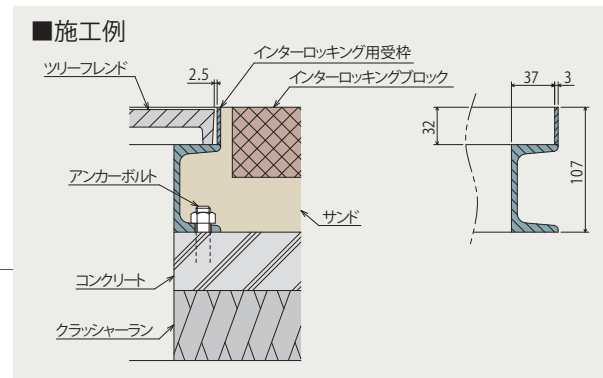 ■施工例
インターロッキング用受枠
ツリーフレンド
2.5
インターロッキングブロック
37
3
32
107
アンカーボルト
サンド
コンクリート
クラッシャーラン